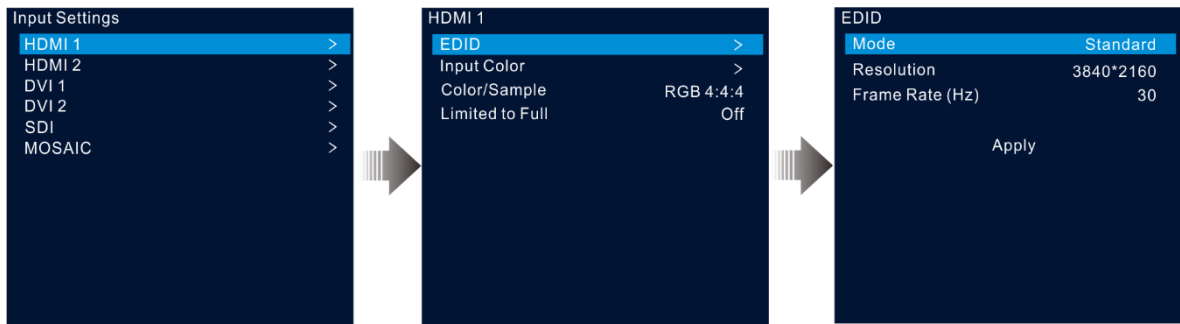 Input Settings
HDMI 1 >
HDMI 2 >
DVI 1 >
DVI 2 >
SDI >
MOSAIC >
HDMI 1
EDID >
Input Color >
Color/Sample RGB 4:4:4
Limited to Full Off
EDID
Mode Standard
Resolution 3840*2160
Frame Rate (Hz) 30
Apply